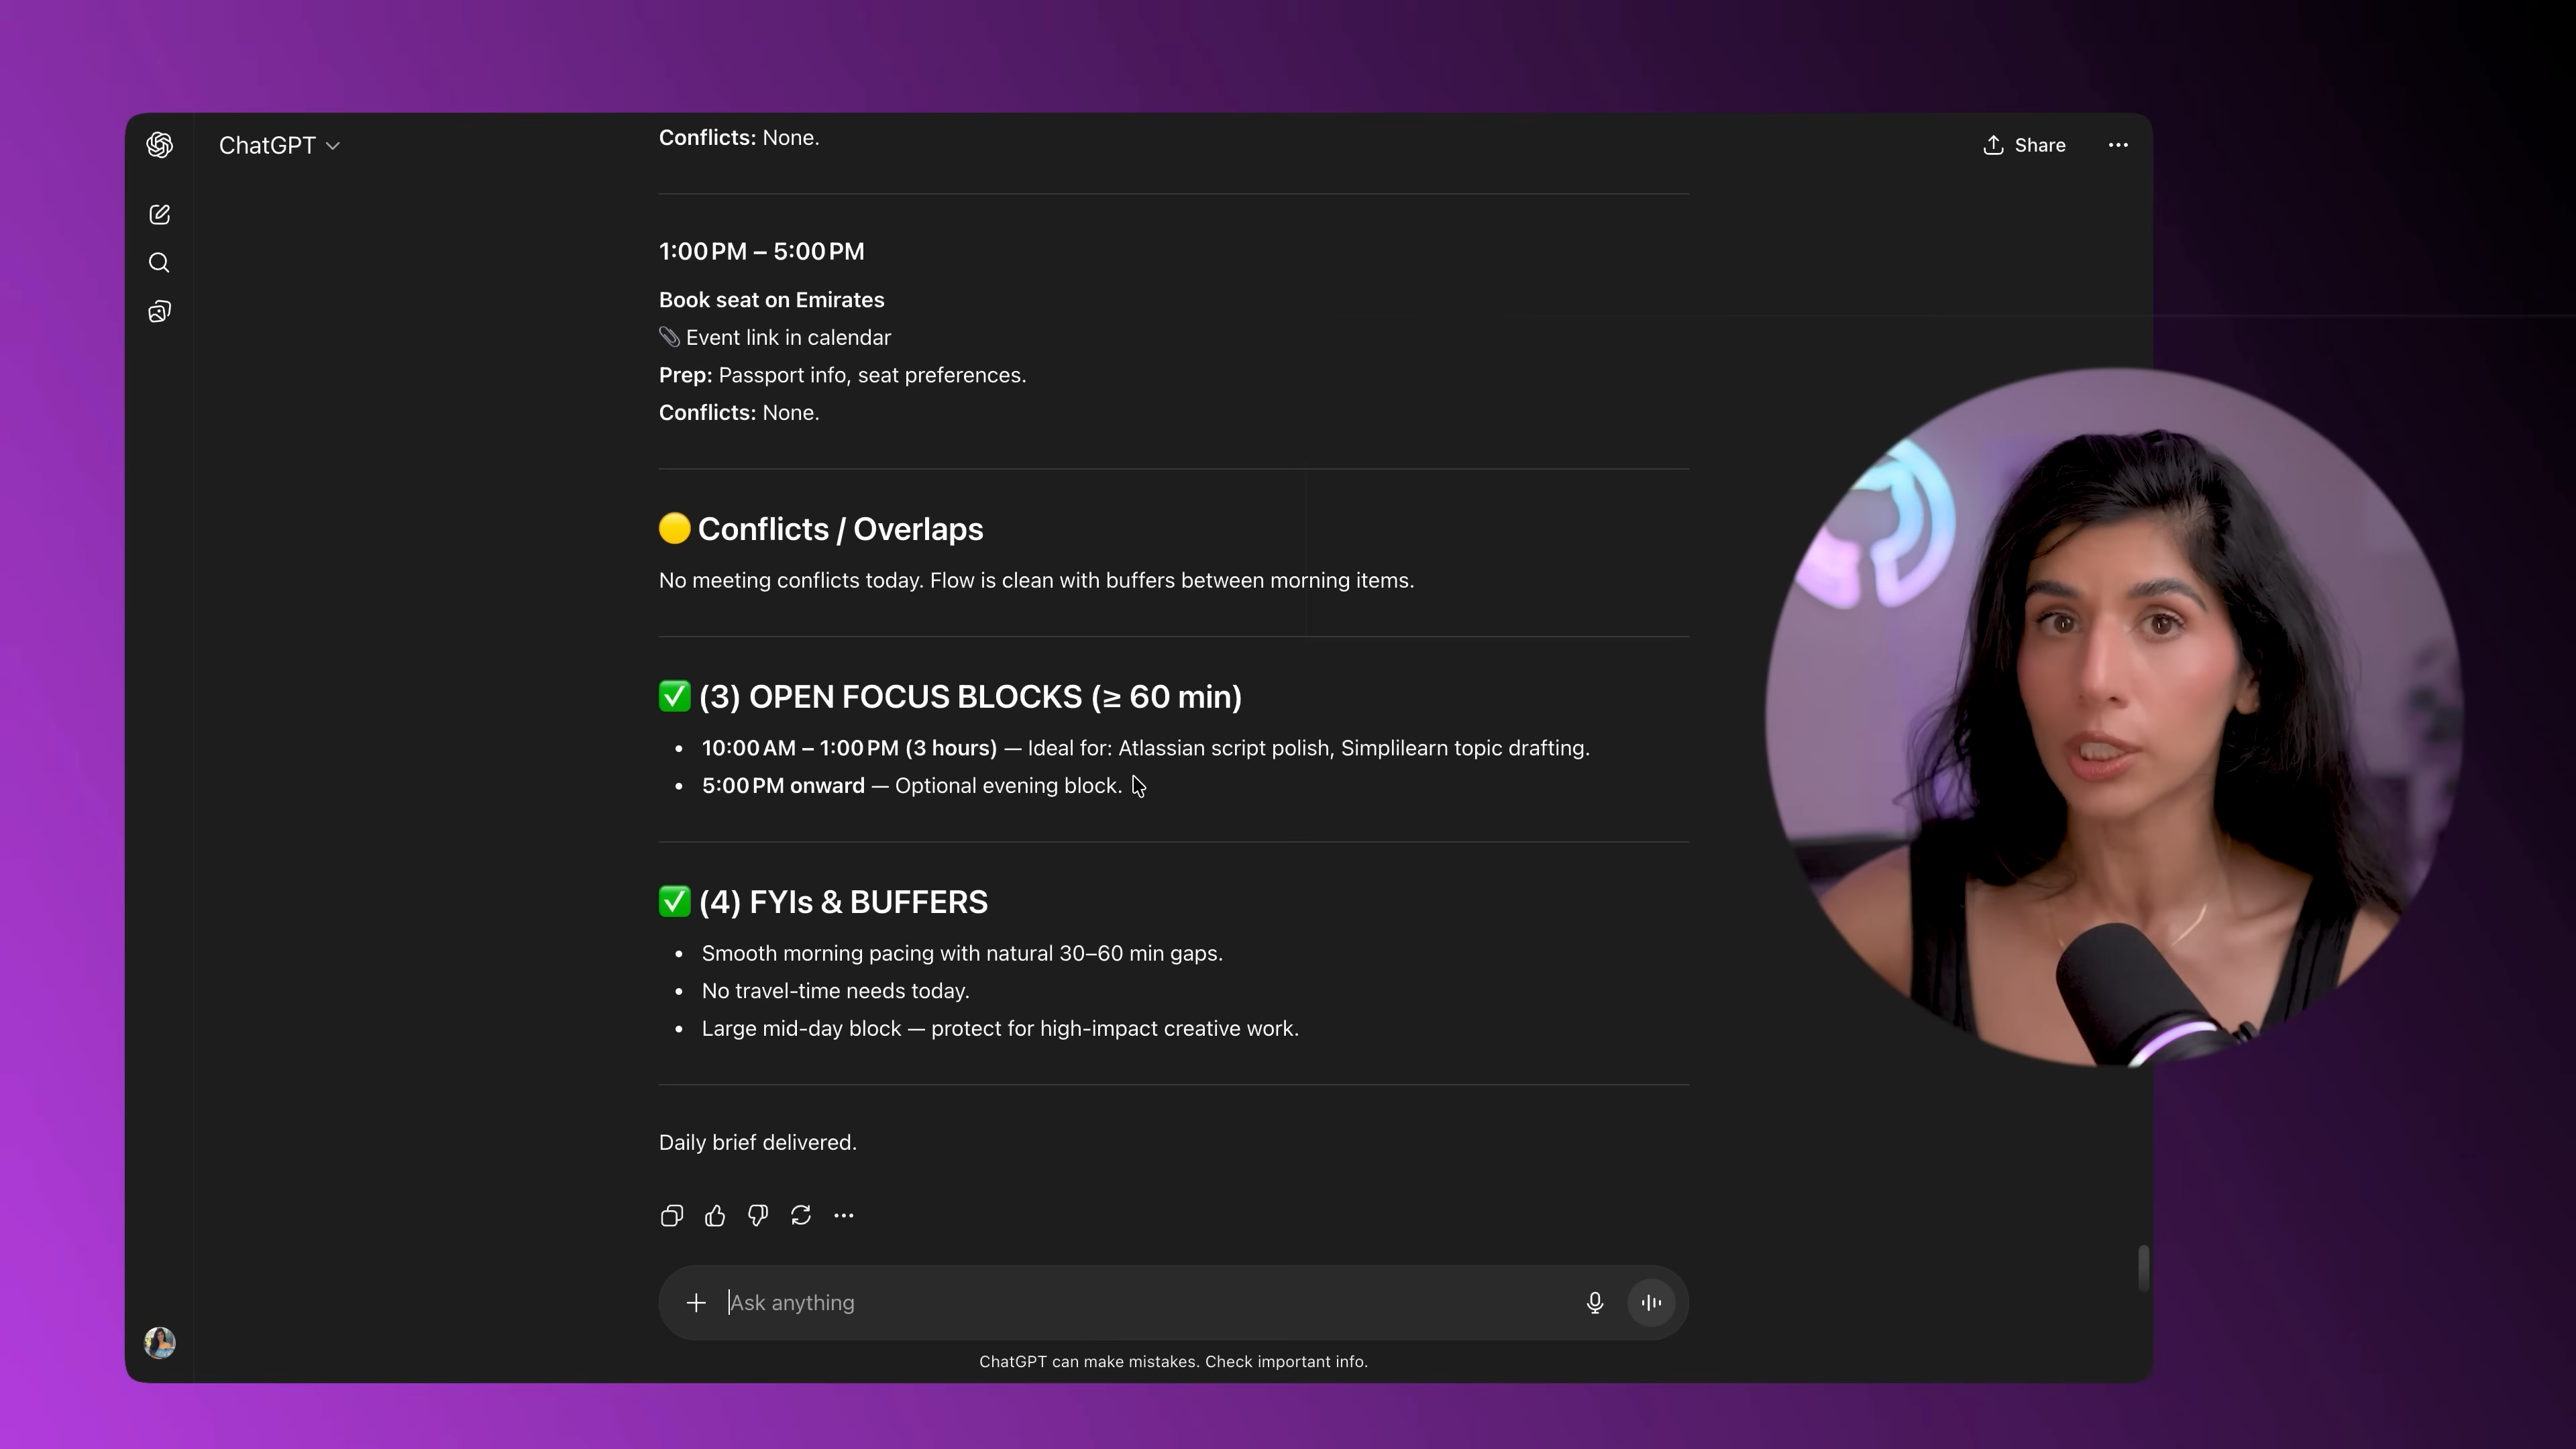 ChatGPT
Share
Conflicts: None.
1:00 PM – 5:00 PM
Book seat on Emirates
📎 Event link in calendar
Prep: Passport info, seat preferences.
Conflicts: None.
🟡 Conflicts / Overlaps
No meeting conflicts today. Flow is clean with buffers between morning items.
✅ (3) OPEN FOCUS BLOCKS (≥ 60 min)
• 10:00 AM – 1:00 PM (3 hours) — Ideal for: Atlassian script polish, Simplilearn topic drafting.
• 5:00 PM onward — Optional evening block.
✅ (4) FYIs & BUFFERS
• Smooth morning pacing with natural 30–60 min gaps.
• No travel-time needs today.
• Large mid-day block — protect for high-impact creative work.
Daily brief delivered.
Ask anything
ChatGPT can make mistakes. Check important info.